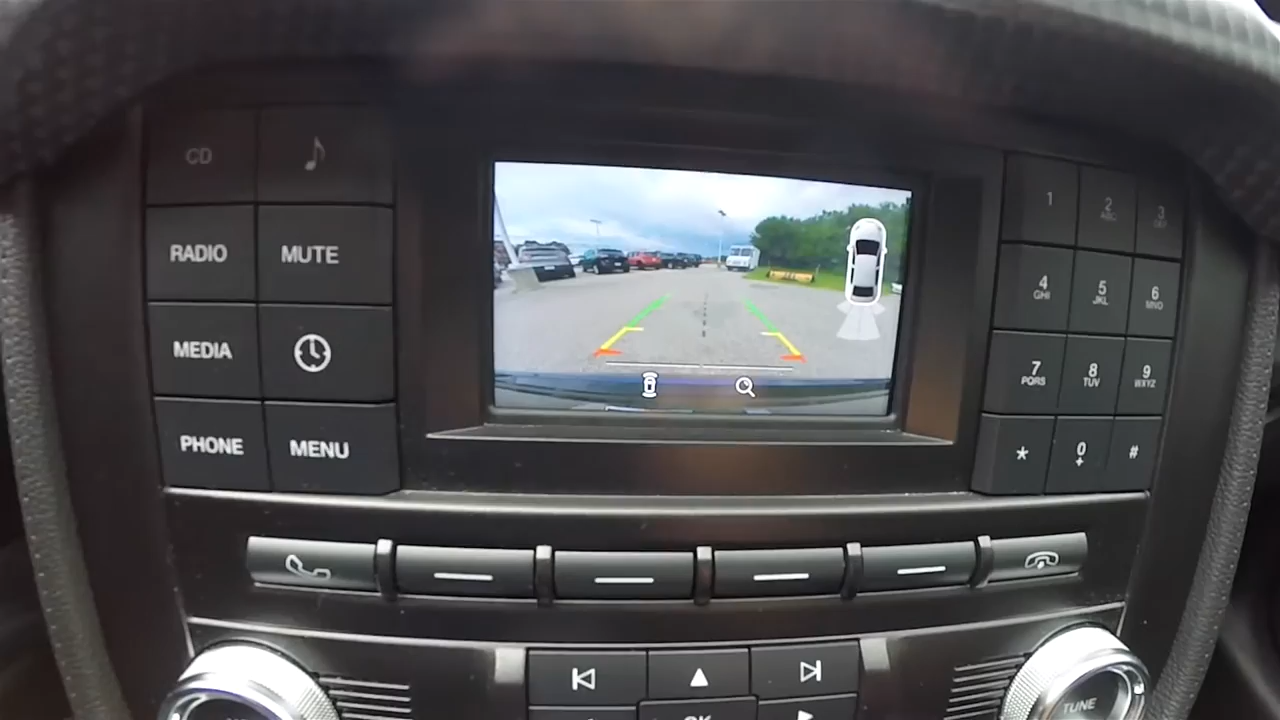 CD
RADIO MUTE
MEDIA
PHONE MENU
1 2 3
ABC
4 5 6
GHI JKL MNO
7 8 9
PQRS TUV WXYZ
* 0 #
+
OK
TUNE